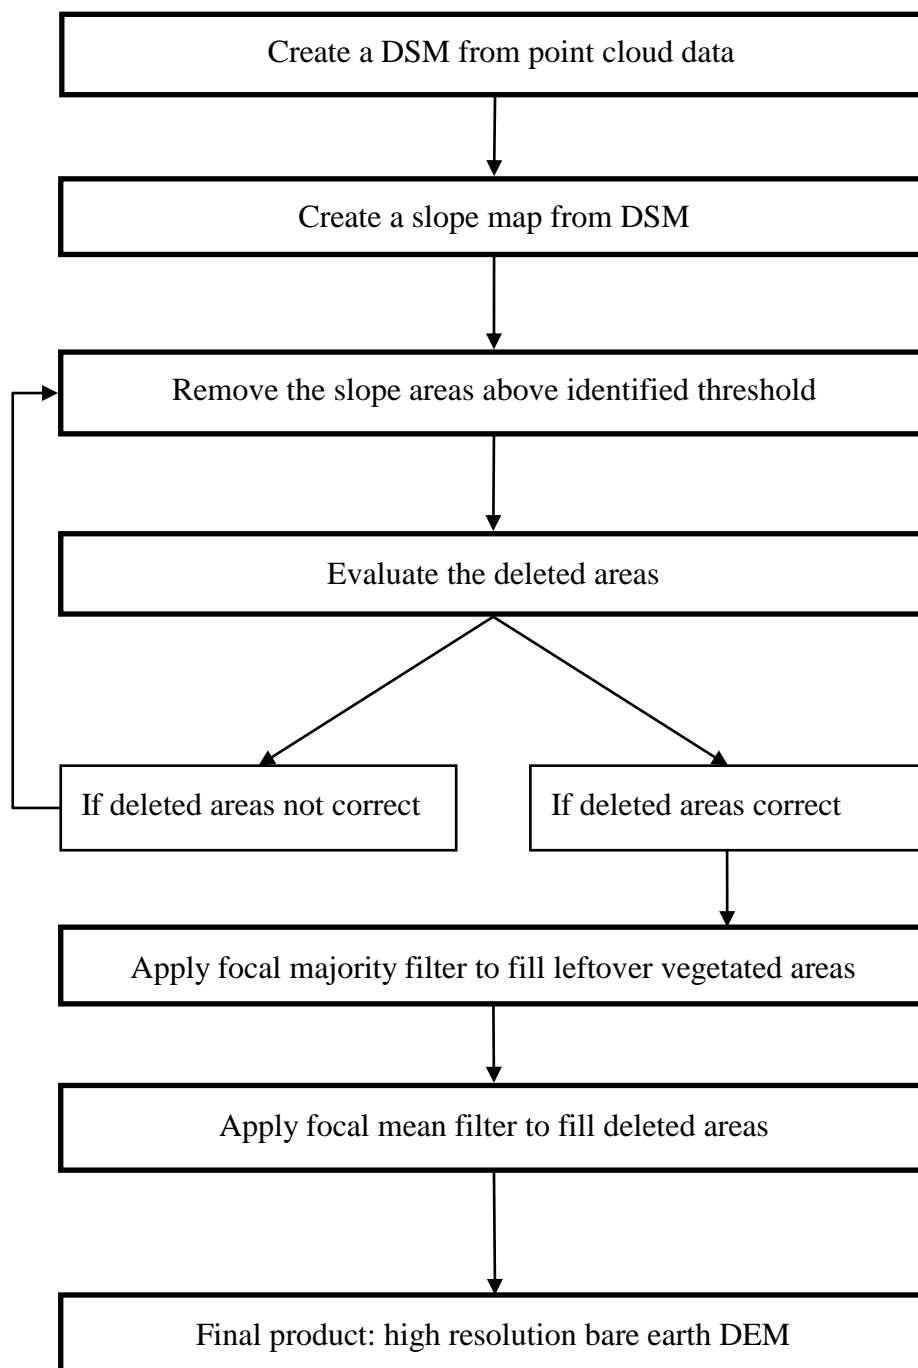 Create a DSM from point cloud data
Create a slope map from DSM
Remove the slope areas above identified threshold
Evaluate the deleted areas
If deleted areas not correct
If deleted areas correct
Apply focal majority filter to fill leftover vegetated areas
Apply focal mean filter to fill deleted areas
Final product: high resolution bare earth DEM